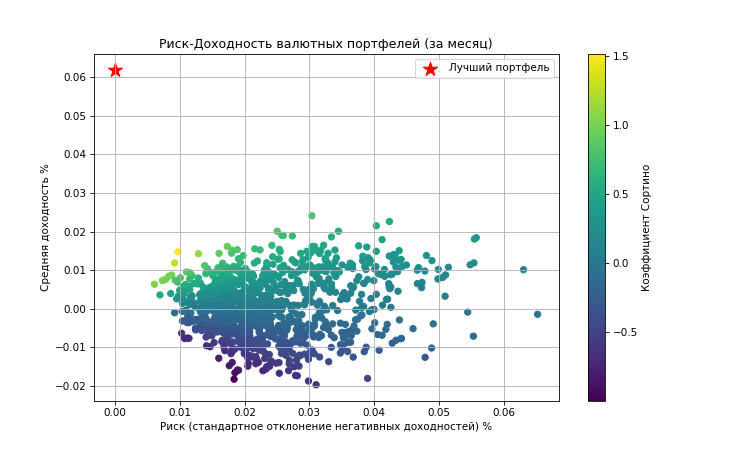 Риск-Доходность валютных портфелей (за месяц)
Лучший портфель
Средняя доходность %
0.06
0.05
0.04
0.03
0.02
0.01
0.00
−0.01
−0.02
0.00 0.01 0.02 0.03 0.04 0.05 0.06
Риск (стандартное отклонение негативных доходностей) %
1.5
1.0
0.5
0.0
−0.5
Коэффициент Сортино